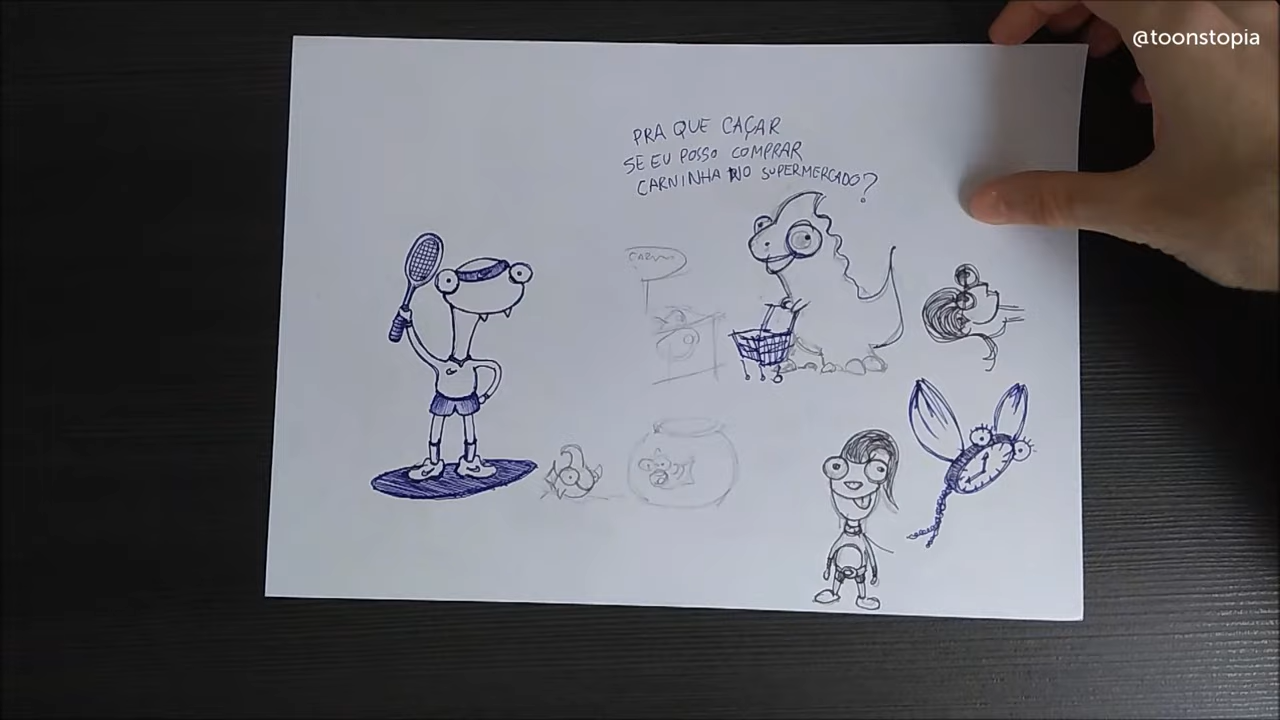 @toonstopia
PRA QUE CAÇAR
SE EU POSSO COMPRAR
CARNINHA NO SUPERMERCADO?